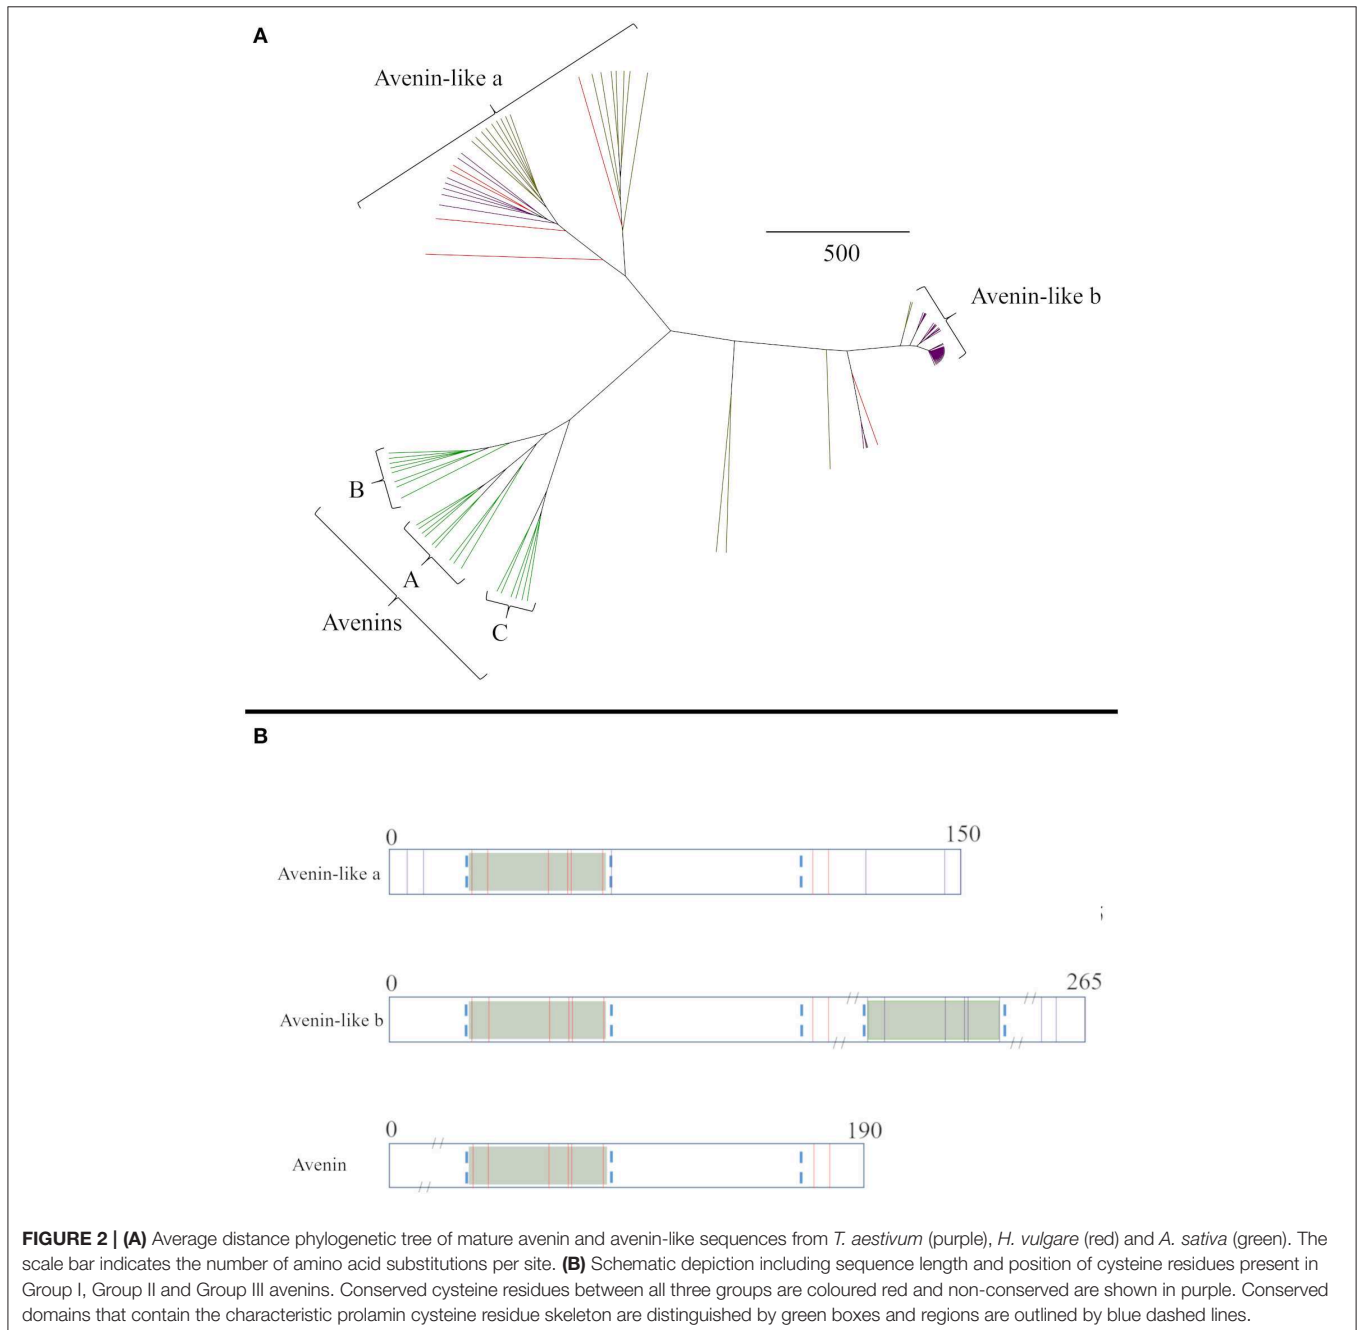 A
Avenin-like a
500
Avenin-like b
B
A
Avenins
C
B
0 150
Avenin-like a
0 265
Avenin-like b
0 190
Avenin
FIGURE 2 | (A) Average distance phylogenetic tree of mature avenin and avenin-like sequences from T. aestivum (purple), H. vulgare (red) and A. sativa (green). The
scale bar indicates the number of amino acid substitutions per site. (B) Schematic depiction including sequence length and position of cysteine residues present in
Group I, Group II and Group III avenins. Conserved cysteine residues between all three groups are coloured red and non-conserved are shown in purple. Conserved
domains that contain the characteristic prolamin cysteine residue skeleton are distinguished by green boxes and regions are outlined by blue dashed lines.